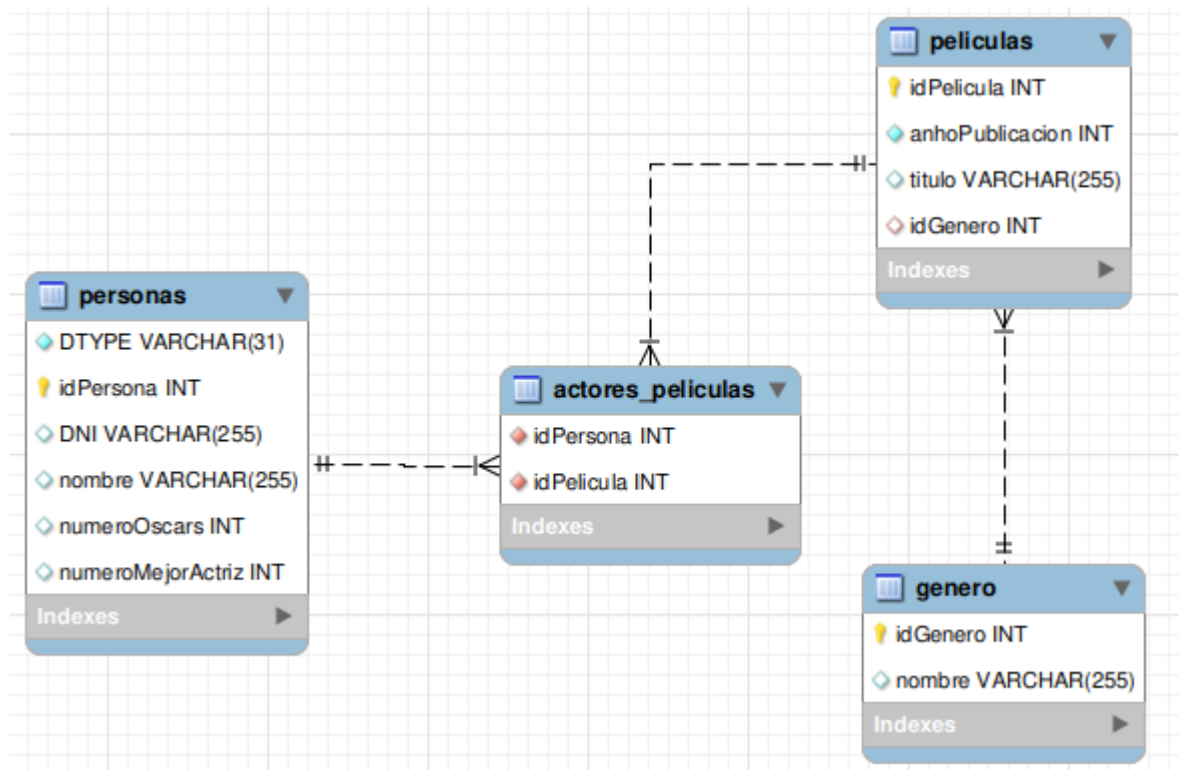 peliculas
idPelicula INT
anhoPublicacion INT
titulo VARCHAR(255)
idGenero INT
Indexes
personas
DTYPE VARCHAR(31)
idPersona INT
DNI VARCHAR(255)
nombre VARCHAR(255)
numeroOscars INT
numeroMejorActriz INT
Indexes
actores_peliculas
idPersona INT
idPelicula INT
Indexes
genero
idGenero INT
nombre VARCHAR(255)
Indexes